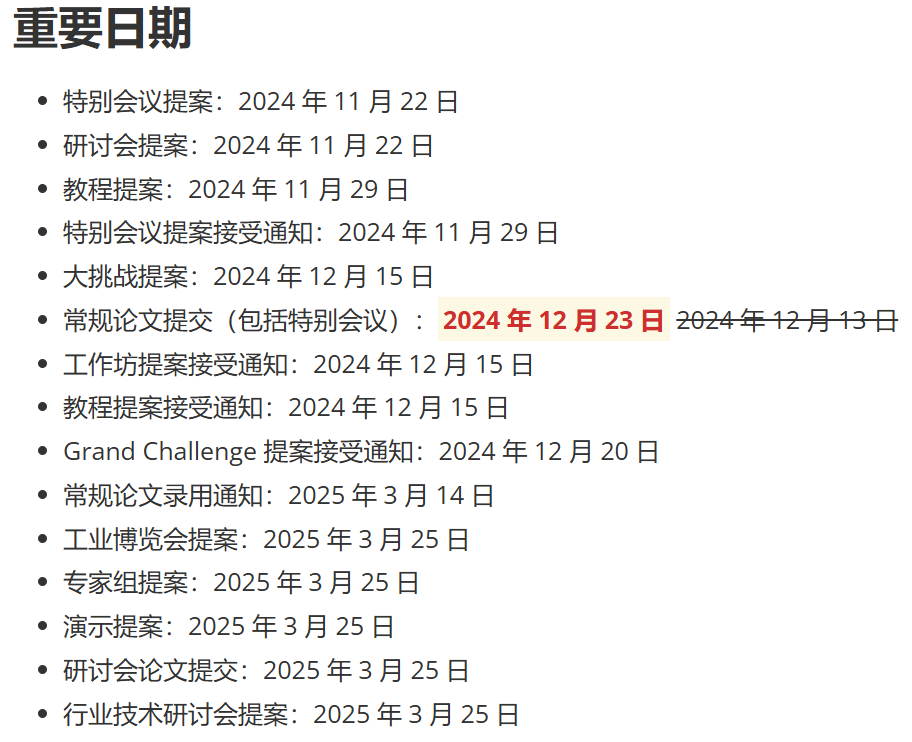 重要日期
• 特别会议提案：2024 年 11 月 22 日
• 研讨会提案：2024 年 11 月 22 日
• 教程提案：2024 年 11 月 29 日
• 特别会议提案接受通知：2024 年 11 月 29 日
• 大挑战提案：2024 年 12 月 15 日
• 常规论文提交（包括特别会议）：2024 年 12 月 23 日 2024 年 12 月 13 日
• 工作坊提案接受通知：2024 年 12 月 15 日
• 教程提案接受通知：2024 年 12 月 15 日
• Grand Challenge 提案接受通知：2024 年 12 月 20 日
• 常规论文录用通知：2025 年 3 月 14 日
• 工业博览会提案：2025 年 3 月 25 日
• 专家组提案：2025 年 3 月 25 日
• 演示提案：2025 年 3 月 25 日
• 研讨会论文提交：2025 年 3 月 25 日
• 行业技术研讨会提案：2025 年 3 月 25 日